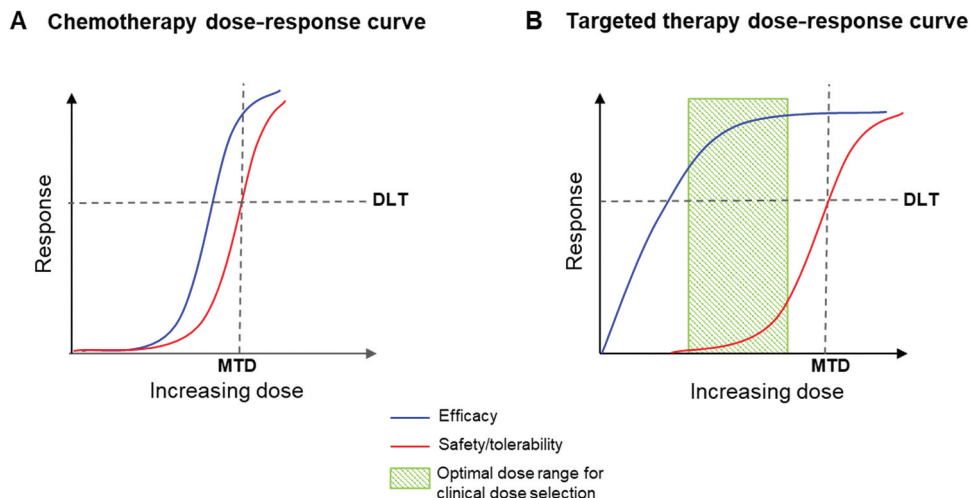 A Chemotherapy dose-response curve
Response
DLT
MTD
Increasing dose
B Targeted therapy dose-response curve
Response
DLT
MTD
Increasing dose
Efficacy
Safety/tolerability
Optimal dose range for
clinical dose selection